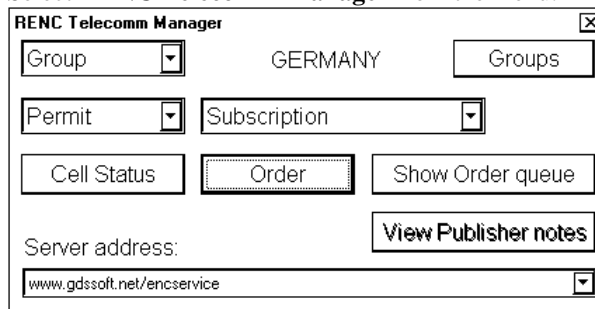 RENC Telecomm Manager
Group GERMANY Groups
Permit Subscription
Cell Status Order Show Order queue
View Publisher notes
Server address:
www.gdssoft.net/encservice